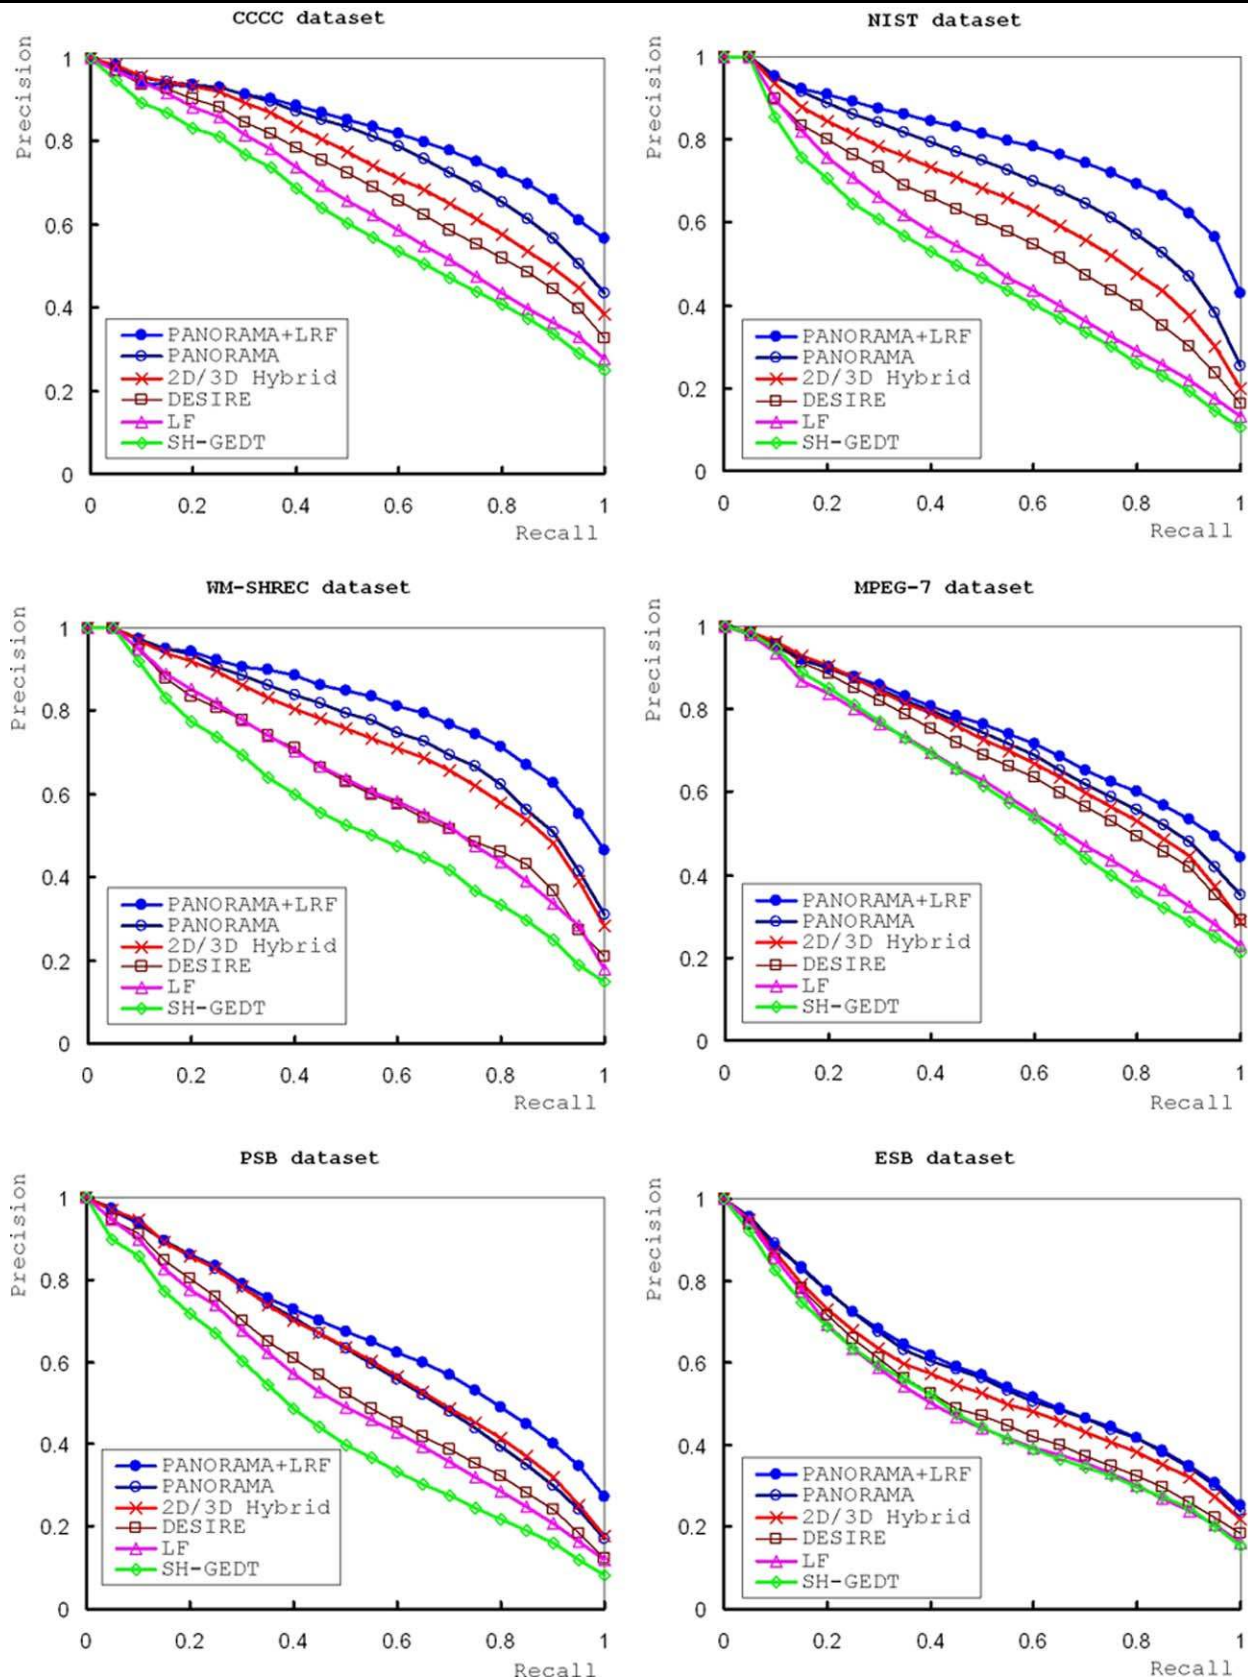 CCCC dataset
Precision
1
0.8
0.6
0.4
0.2
0
PANORAMA+LRF
PANORAMA
2D/3D Hybrid
DESIRE
LF
SH-GEDT
0 0.2 0.4 0.6 0.8 1
Recall
NIST dataset
Precision
1
0.8
0.6
0.4
0.2
0
PANORAMA+LRF
PANORAMA
2D/3D Hybrid
DESIRE
LF
SH-GEDT
0 0.2 0.4 0.6 0.8 1
Recall
WM-SHREC dataset
Precision
1
0.8
0.6
0.4
0.2
0
PANORAMA+LRF
PANORAMA
2D/3D Hybrid
DESIRE
LF
SH-GEDT
0 0.2 0.4 0.6 0.8 1
Recall
MPEG-7 dataset
Precision
1
0.8
0.6
0.4
0.2
0
PANORAMA+LRF
PANORAMA
2D/3D Hybrid
DESIRE
LF
SH-GEDT
0 0.2 0.4 0.6 0.8 1
Recall
PSB dataset
Precision
1
0.8
0.6
0.4
0.2
0
PANORAMA+LRF
PANORAMA
2D/3D Hybrid
DESIRE
LF
SH-GEDT
0 0.2 0.4 0.6 0.8 1
Recall
ESB dataset
Precision
1
0.8
0.6
0.4
0.2
0
PANORAMA+LRF
PANORAMA
2D/3D Hybrid
DESIRE
LF
SH-GEDT
0 0.2 0.4 0.6 0.8 1
Recall